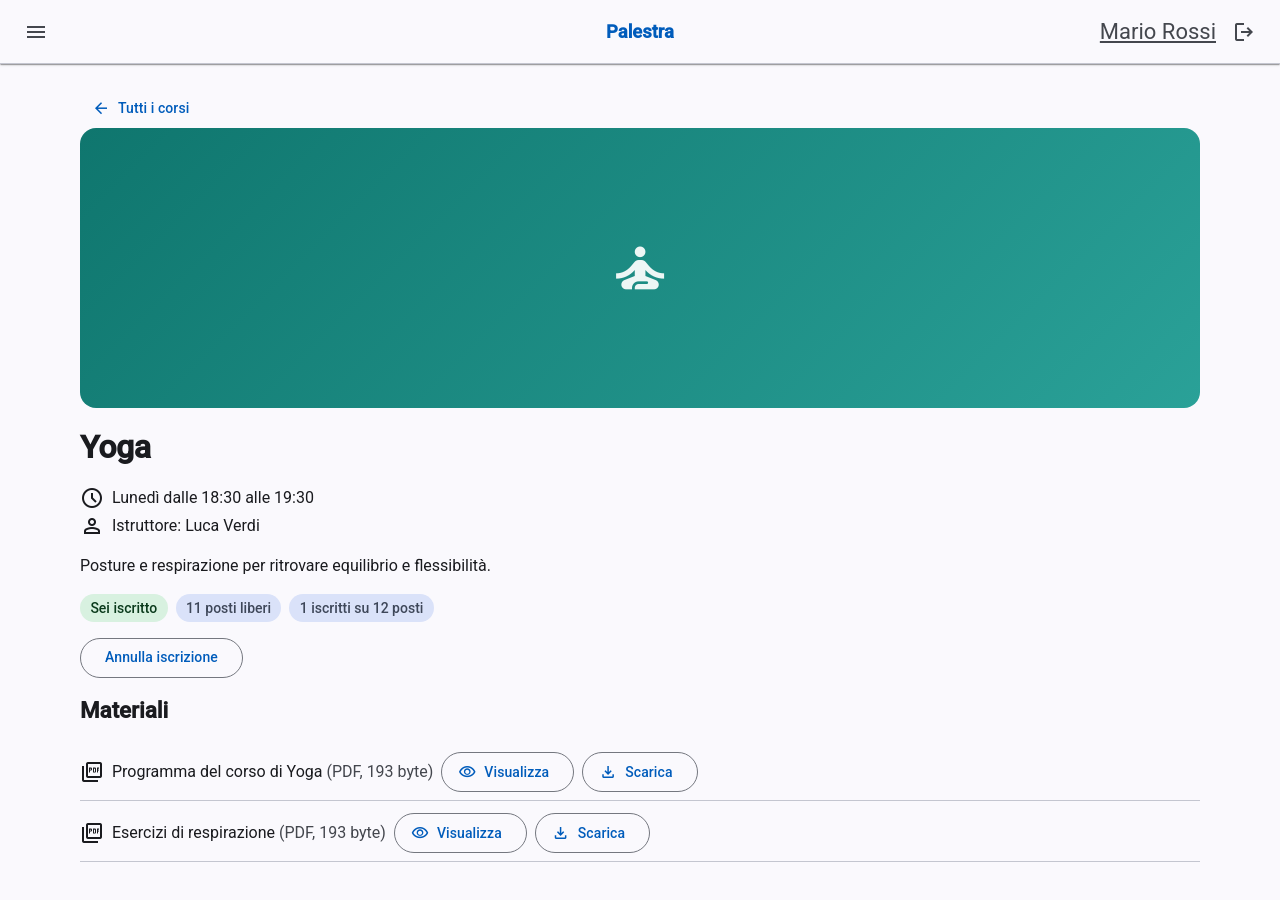 Palestra
Mario Rossi
Tutti i corsi
Yoga
Lunedì dalle 18:30 alle 19:30
Istruttore: Luca Verdi
Posture e respirazione per ritrovare equilibrio e flessibilità.
Sei iscritto 11 posti liberi 1 iscritti su 12 posti
Annulla iscrizione
Materiali
Programma del corso di Yoga (PDF, 193 byte) Visualizza Scarica
Esercizi di respirazione (PDF, 193 byte) Visualizza Scarica